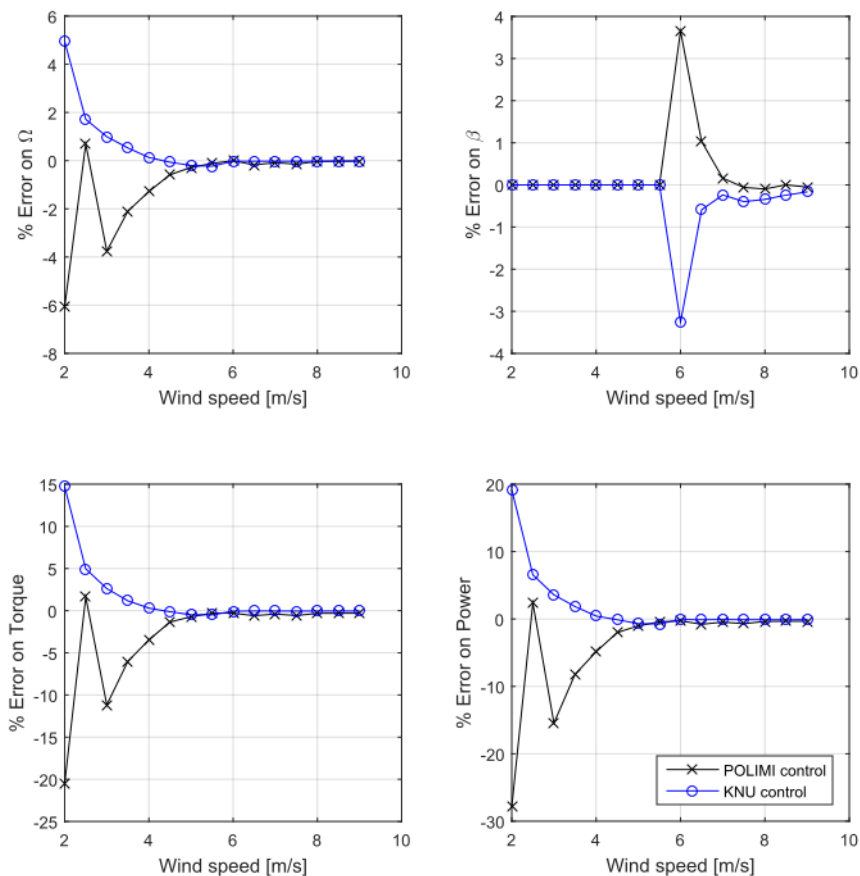 6
4
2
0
-2
-4
-6
-8
% Error on Ω
2 4 6 8 10
Wind speed [m/s]
4
3
2
1
0
-1
-2
-3
-4
% Error on β
2 4 6 8 10
Wind speed [m/s]
15
10
5
0
-5
-10
-15
-20
-25
% Error on Torque
2 4 6 8 10
Wind speed [m/s]
20
10
0
-10
-20
-30
% Error on Power
POLIMI control
KNU control
2 4 6 8 10
Wind speed [m/s]